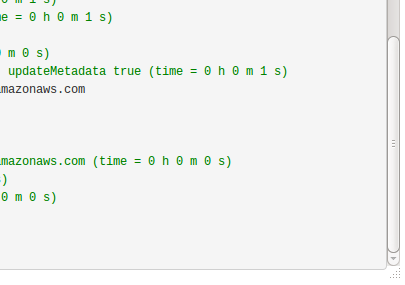 0 m 1 s)
me = 0 h 0 m 1 s)
0 m 0 s)
updateMetadata true (time = 0 h 0 m 1 s)
amazonaws.com
amazonaws.com (time = 0 h 0 m 0 s)
s)
0 m 0 s)